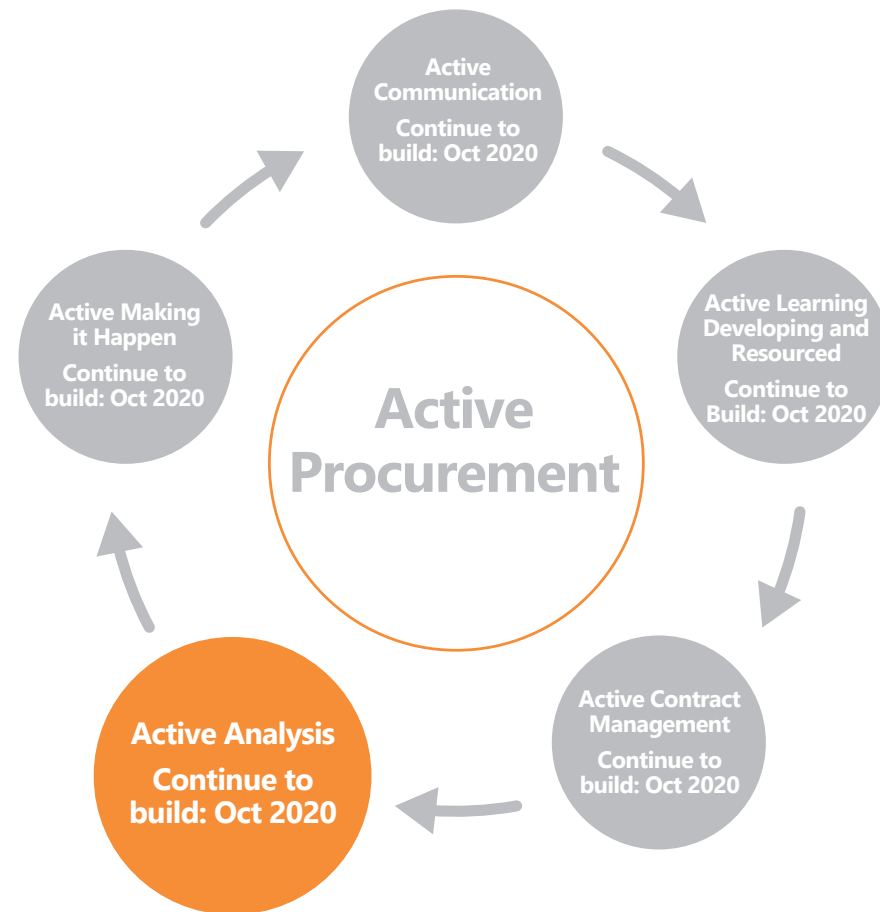 Active
Communication
Continue to
build: Oct 2020
Active Learning
Developing and
Resourced
Continue to
Build: Oct 2020
Active Contract
Management
Continue to
build: Oct 2020
Active Analysis
Continue to
build: Oct 2020
Active Making
it Happen
Continue to
build: Oct 2020
Active
Procurement